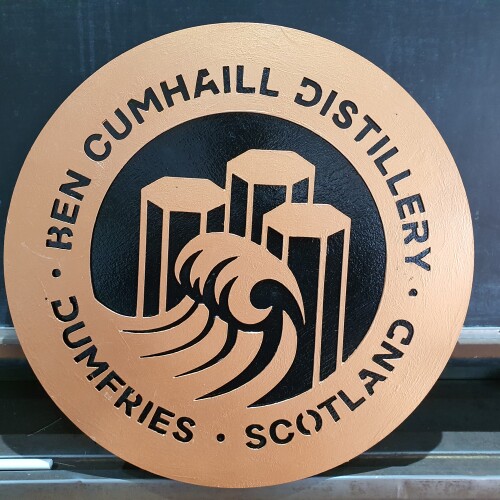 BEN CUMHAILL DISTILLERY
· DUMFRIES · SCOTLAND ·